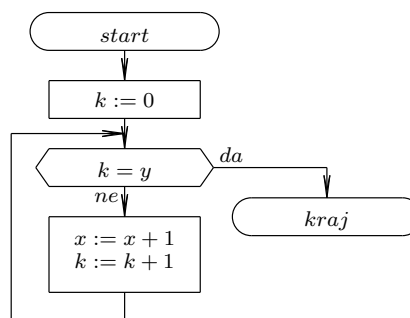 start
k := 0
k = y
da
ne
x := x + 1
k := k + 1
kraj